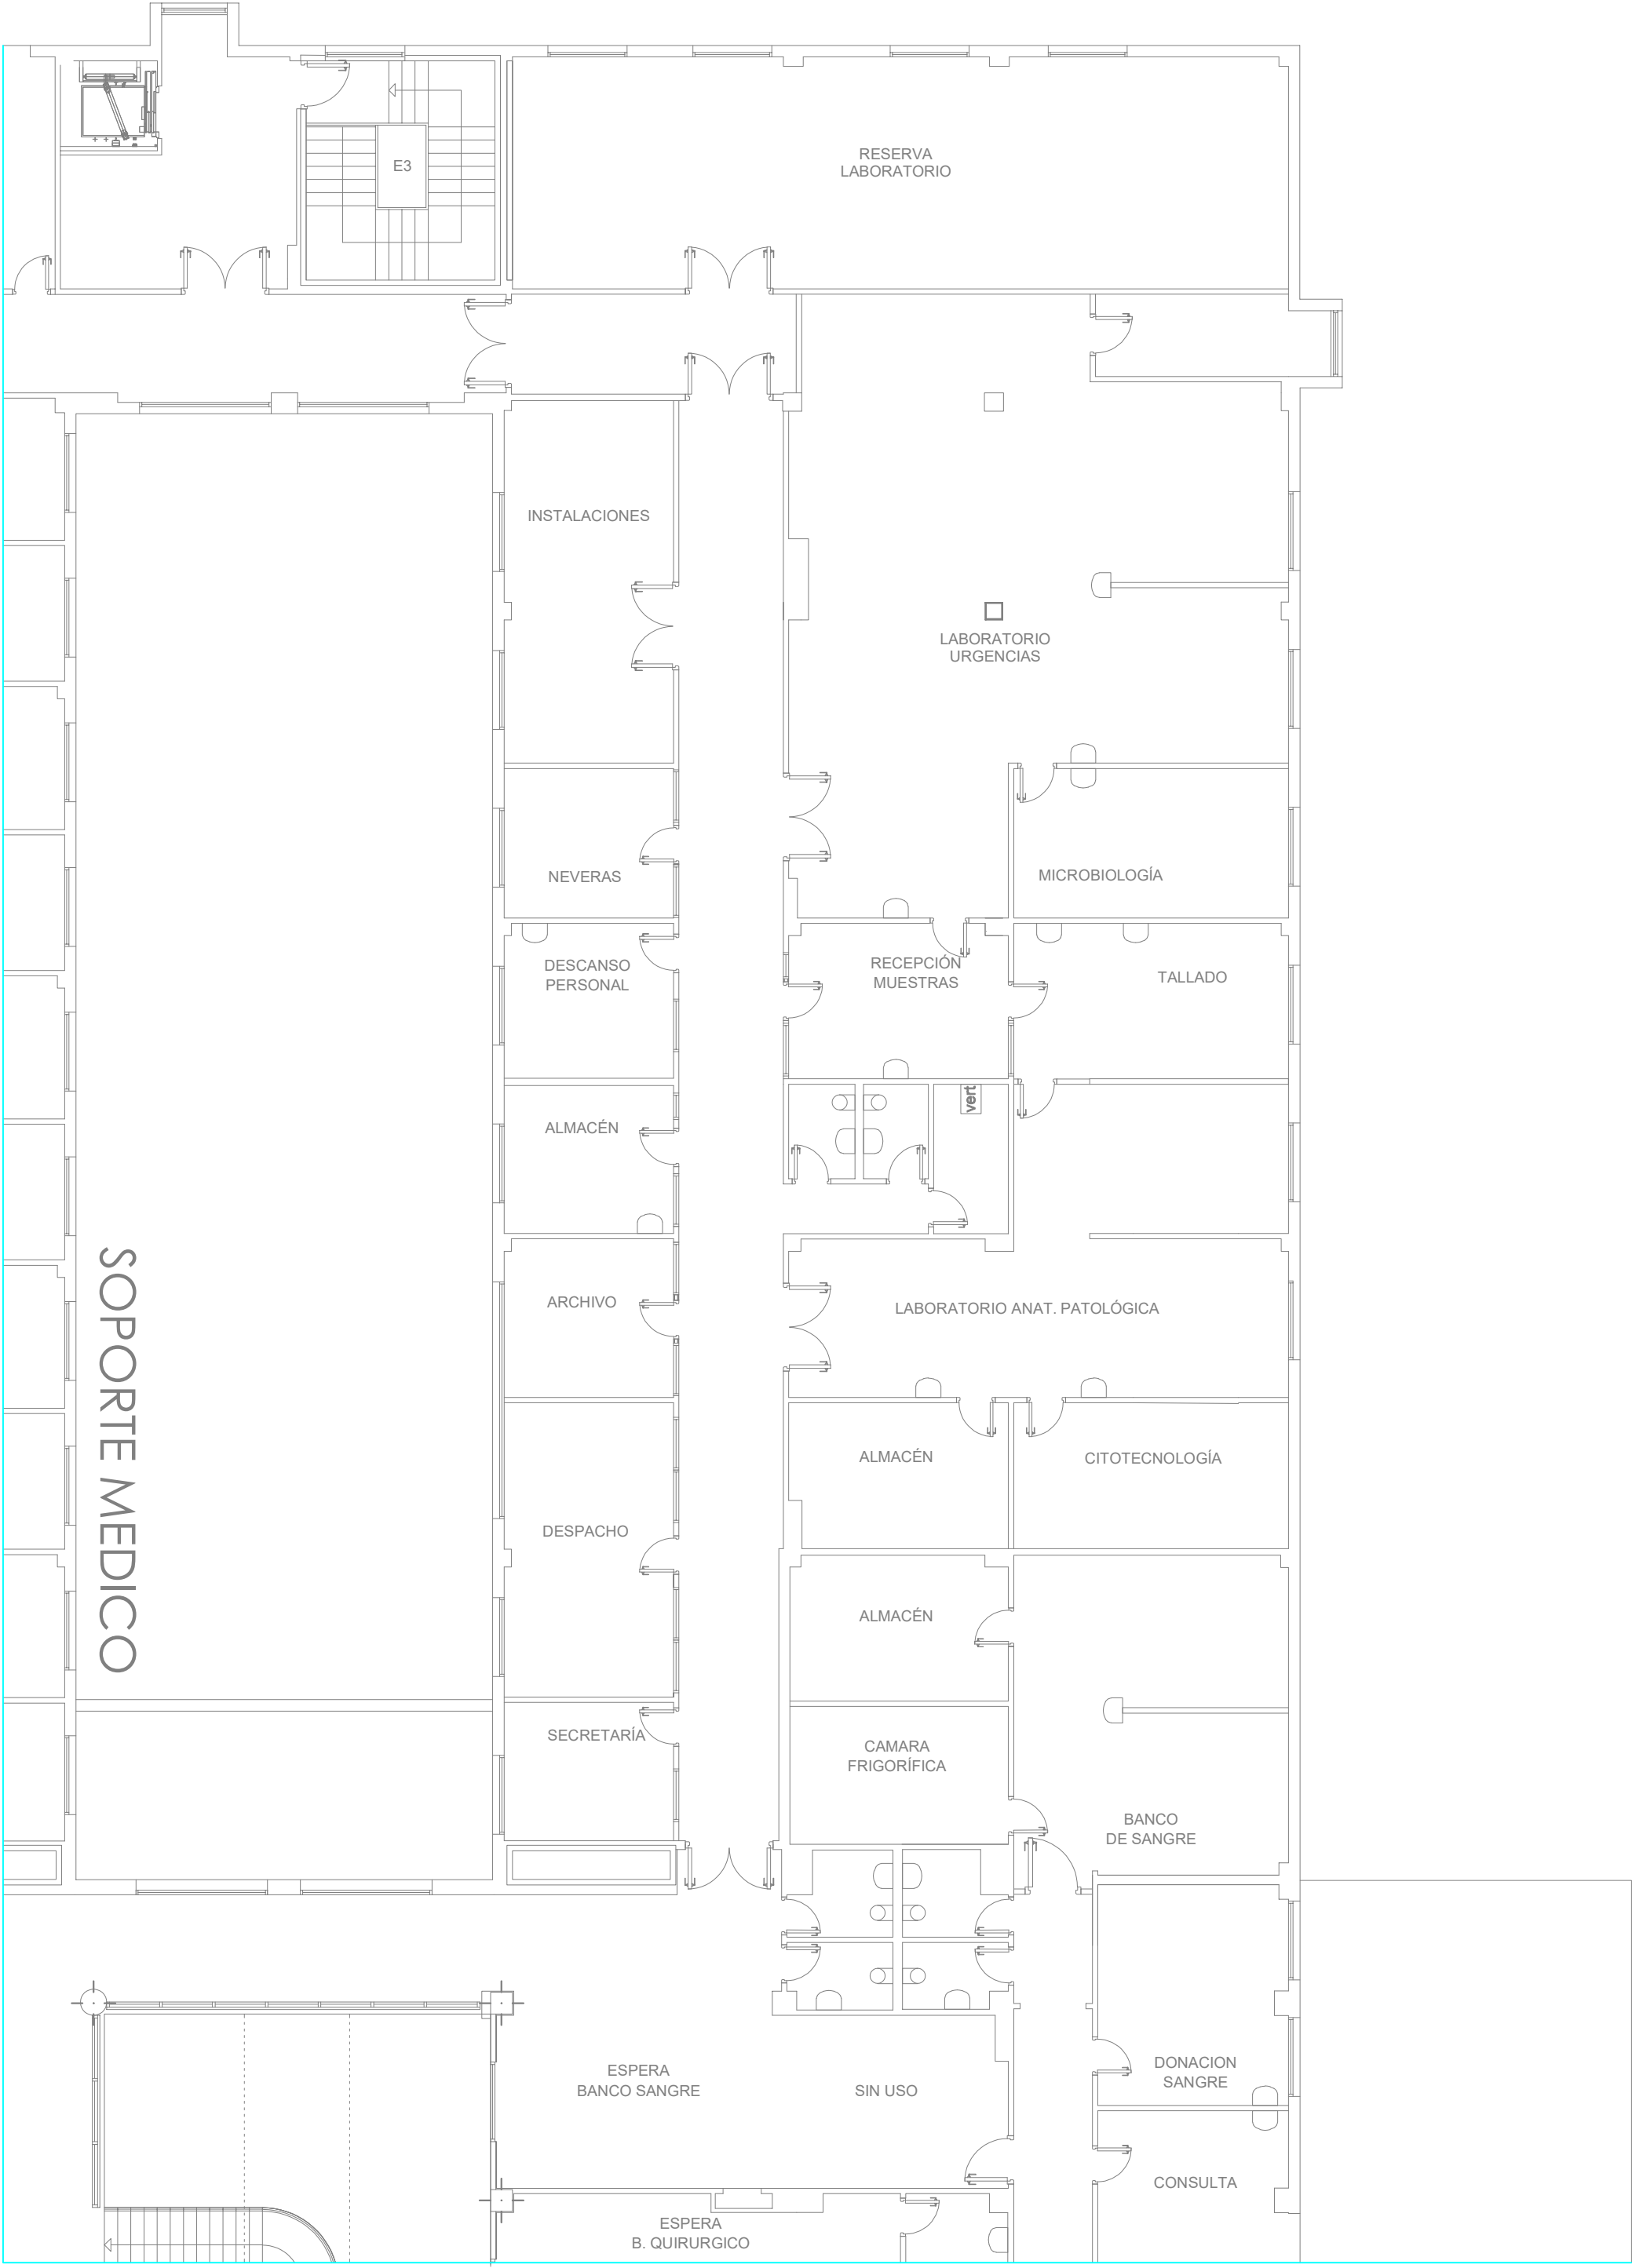 E3
RESERVA
LABORATORIO
INSTALACIONES
LABORATORIO
URGENCIAS
NEVERAS
MICROBIOLOGÍA
DESCANSO
PERSONAL
RECEPCIÓN
MUESTRAS
TALLADO
vert
ALMACÉN
ARCHIVO
LABORATORIO ANAT. PATOLÓGICA
SOPORTE MEDICO
ALMACÉN
CITOTECNOLOGÍA
DESPACHO
ALMACÉN
SECRETARÍA
CAMARA
FRIGORÍFICA
BANCO
DE SANGRE
ESPERA
BANCO SANGRE
SIN USO
DONACION
SANGRE
CONSULTA
ESPERA
B. QUIRURGICO